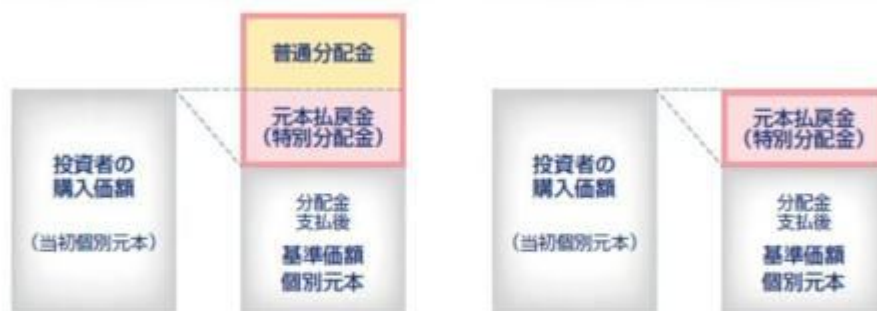 普通分配金
元本払戻金
(特別分配金)
投資者の
購入価額
(当初個別元本)
分配金
支払後
基準価額
個別元本
元本払戻金
(特別分配金)
投資者の
購入価額
(当初個別元本)
分配金
支払後
基準価額
個別元本